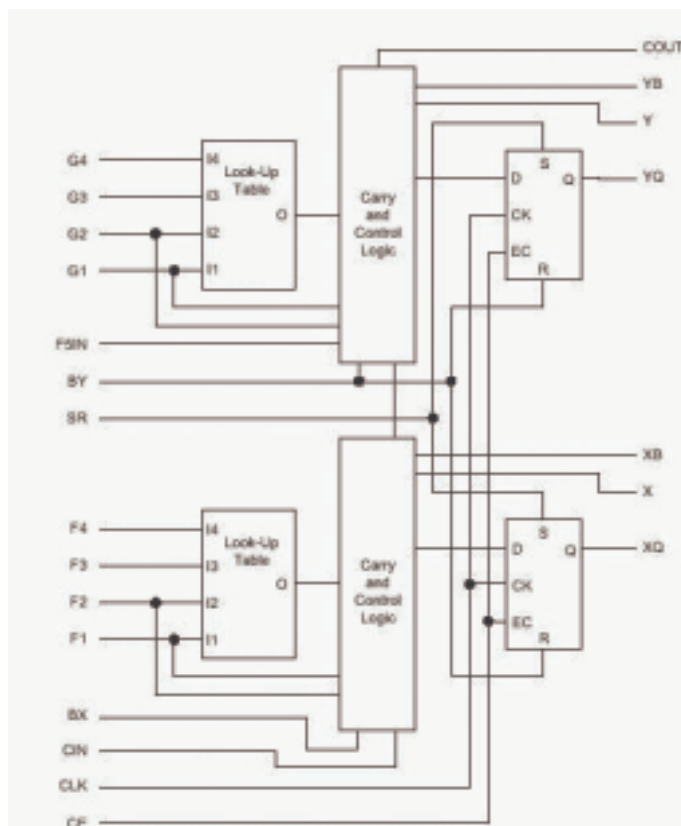 COUT
YB
Y
G4
G3
G2
G1
F5IN
BY
SR
I4
I3
I2
I1
Look-Up
Table
O
Carry
and
Control
Logic
S
D
Q
CK
EC
R
YQ
XB
X
F4
F3
F2
F1
BX
CIN
CLK
CE
I4
I3
I2
I1
Look-Up
Table
O
Carry
and
Control
Logic
S
D
Q
CK
EC
R
XQ